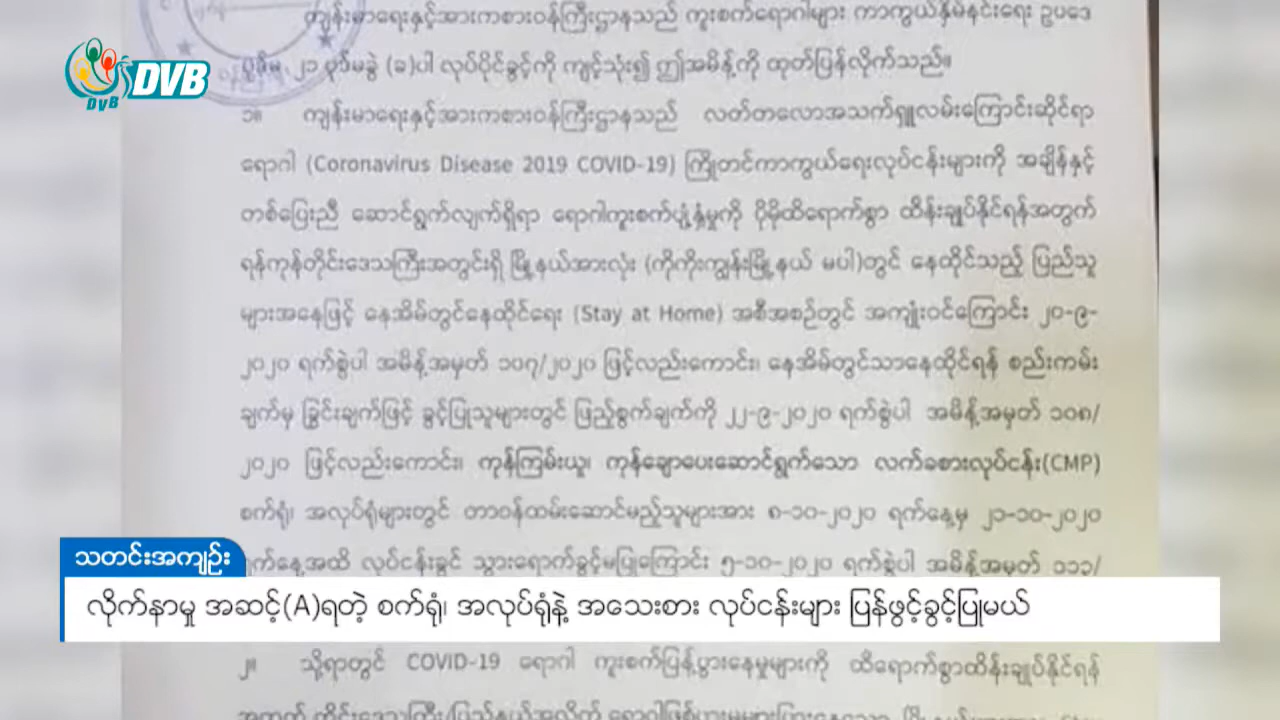 ကျန်းမာရေးနှင့်အားကစားဝန်ကြီးဌာနသည် ကူးစက်ရောဂါများ ကာကွယ်နှိမ်နင်းရေး ဥပဒေ
ပုဒ်မ ၂၁ ပုဒ်မခွဲ (ခ)ပါ လုပ်ပိုင်ခွင့်ကို ကျင့်သုံး၍ ဤအမိန့်ကို ထုတ်ပြန်လိုက်သည်။
DVB
DVB
၁။ ကျန်းမာရေးနှင့်အားကစားဝန်ကြီးဌာနသည် လတ်တလောအသက်ရှူလမ်းကြောင်းဆိုင်ရာ
ရောဂါ (Coronavirus Disease 2019 COVID-19) ကြိုတင်ကာကွယ်ရေးလုပ်ငန်းများကို အချိန်နှင့်
တစ်ပြေးညီ ဆောင်ရွက်လျက်ရှိရာ ရောဂါကူးစက်ပျံ့နှံ့မှုကို ပိုမိုထိရောက်စွာ ထိန်းချုပ်နိုင်ရန်အတွက်
ရန်ကုန်တိုင်းဒေသကြီးအတွင်းရှိ မြို့နယ်အားလုံး (ကိုကိုးကျွန်းမြို့နယ် မပါ)တွင် နေထိုင်သည့် ပြည်သူ
များအနေဖြင့် နေအိမ်တွင်နေထိုင်ရေး (Stay at Home) အစီအစဉ်တွင် အကျုံးဝင်ကြောင်း ၂၀-၉-
၂၀၂၀ ရက်စွဲပါ အမိန့်အမှတ် ၁၀၇/၂၀၂၀ ဖြင့်လည်းကောင်း၊ နေအိမ်တွင်သာနေထိုင်ရန် စည်းကမ်း
ချက်မှ ခြွင်းချက်ဖြင့် ခွင့်ပြုသူများတွင် ဖြည့်စွက်ချက်ကို ၂၂-၉-၂၀၂၀ ရက်စွဲပါ အမိန့်အမှတ် ၁၀၈/
၂၀၂၀ ဖြင့်လည်းကောင်း၊ ကုန်ကြမ်းယူ၊ ကုန်ချောပေးဆောင်ရွက်သော လက်ခစားလုပ်ငန်း(CMP)
စက်ရုံ၊ အလုပ်ရုံများတွင် တာဝန်ထမ်းဆောင်မည့်သူများအား ၈-၁၀-၂၀၂၀ ရက်နေ့မှ ၂၁-၁၀-၂၀၂၀
ရက်နေ့အထိ လုပ်ငန်းခွင် သွားရောက်ခွင့်မပြုကြောင်း ၅-၁၀-၂၀၂၀ ရက်စွဲပါ အမိန့်အမှတ် ၁၁၁/
သတင်းအကျဉ်း
လိုက်နာမှု အဆင့်(A)ရတဲ့ စက်ရုံ၊ အလုပ်ရုံနဲ့ အသေးစား လုပ်ငန်းများ ပြန်ဖွင့်ခွင့်ပြုမယ်
၂။ သို့ရာတွင် COVID-19 ရောဂါ ကူးစက်ပြန့်ပွားနေမှုများကို ထိရောက်စွာထိန်းချုပ်နိုင်ရန်